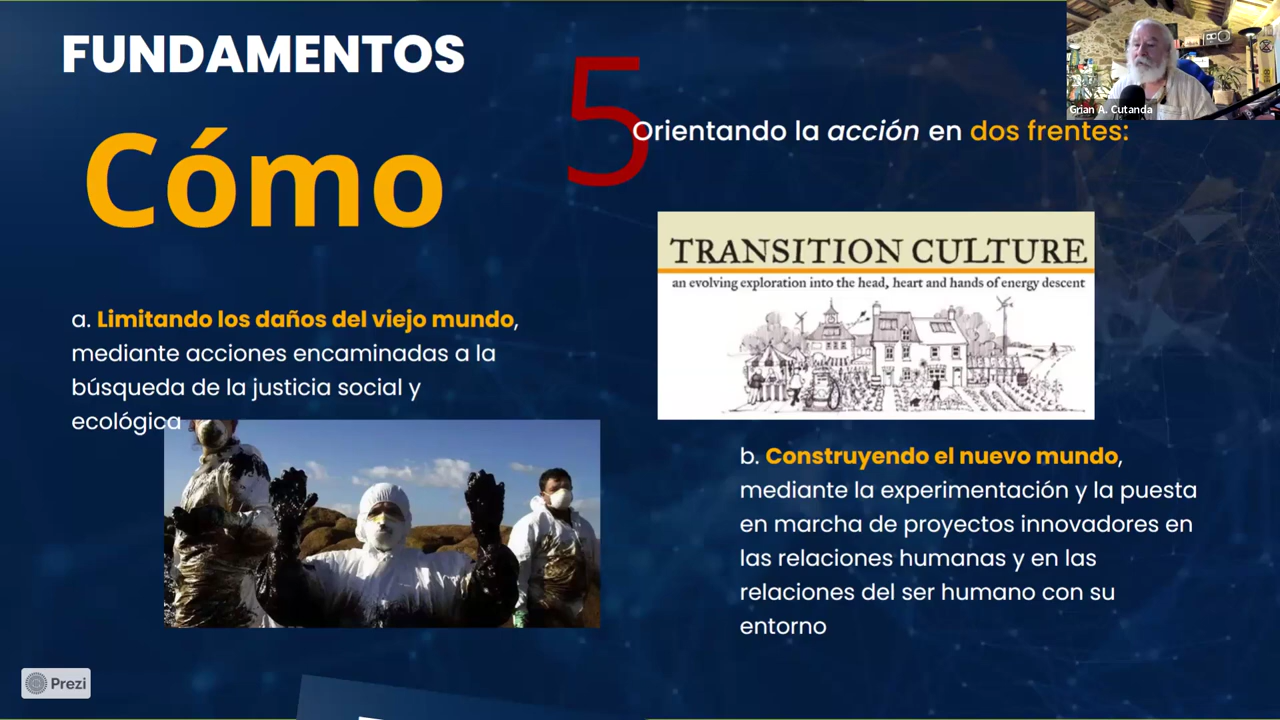 FUNDAMENTOS
Cómo
5
Orientando la acción en dos frentes:
Grian A. Cutanda
a. Limitando los daños del viejo mundo,
mediante acciones encaminadas a la
búsqueda de la justicia social y
ecológica
TRANSITION CULTURE
an evolving exploration into the head, heart and hands of energy descent
b. Construyendo el nuevo mundo,
mediante la experimentación y la puesta
en marcha de proyectos innovadores en
las relaciones humanas y en las
relaciones del ser humano con su
entorno
Prezi